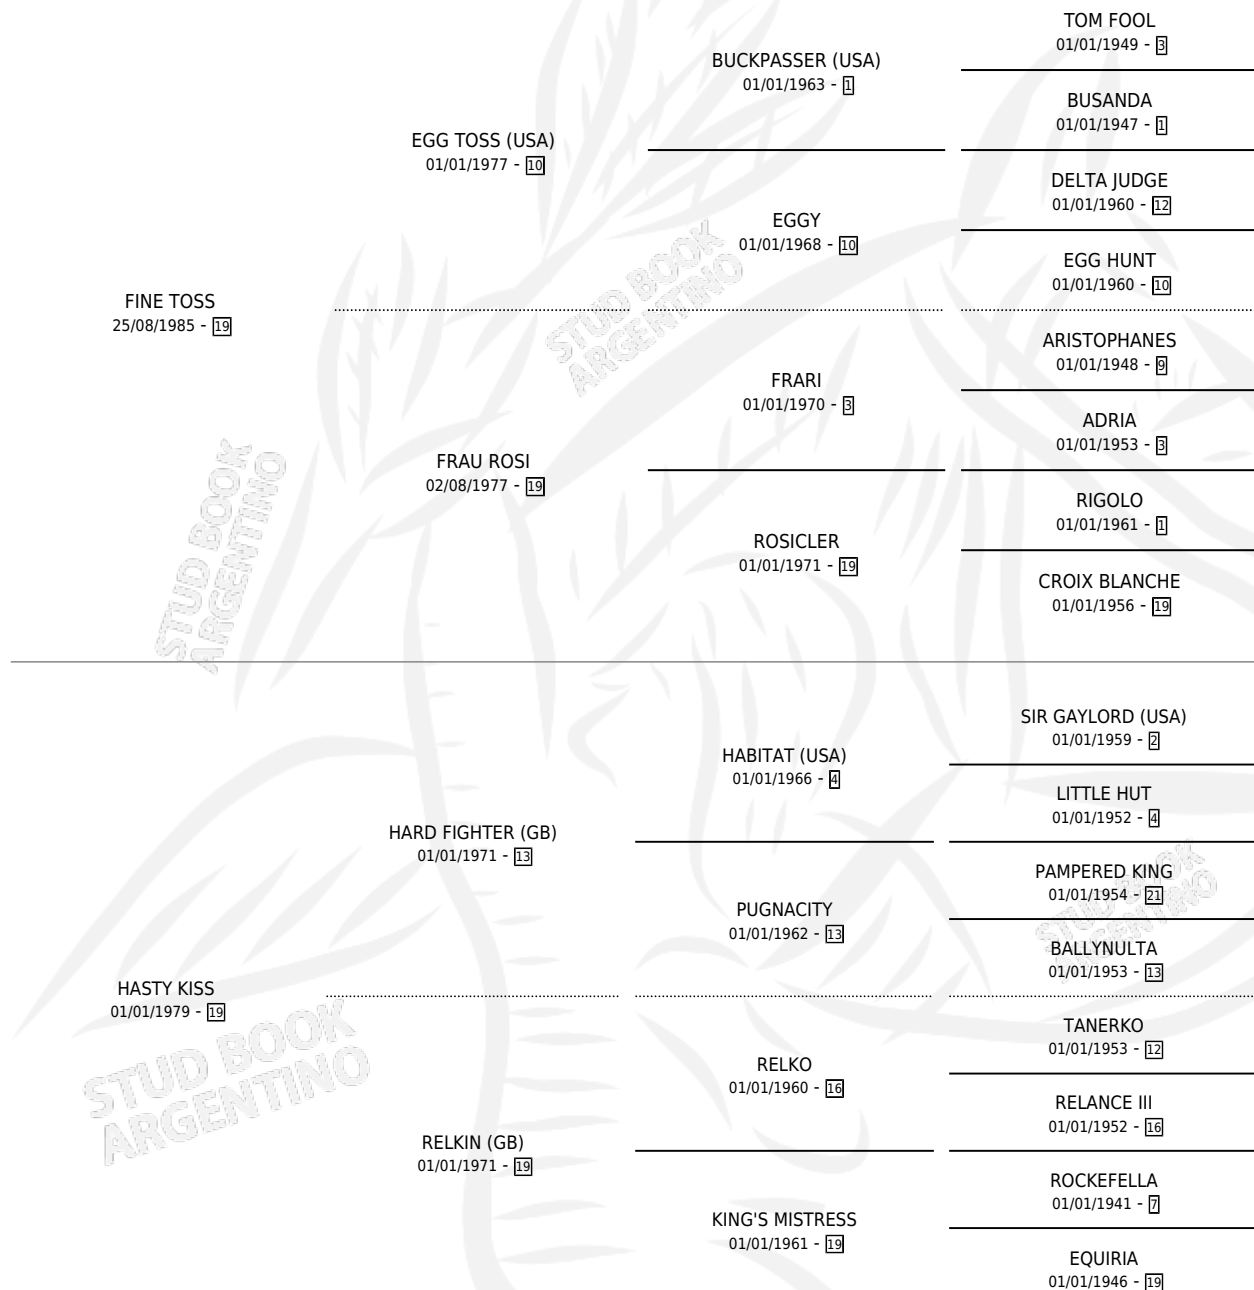 TOM FOOL
01/01/1949 - 3
BUCKPASSER (USA)
01/01/1963 - 1
BUSANDA
01/01/1947 - 1
EGG TOSS (USA)
01/01/1977 - 10
DELTA JUDGE
01/01/1960 - 12
EGGY
01/01/1968 - 10
EGG HUNT
01/01/1960 - 10
FINE TOSS
25/08/1985 - 19
STUD BOOK
ARGENTINO
ARISTOPHANES
01/01/1948 - 9
FRARI
01/01/1970 - 3
ADRIA
01/01/1953 - 3
FRAU ROSI
02/08/1977 - 19
RIGOLO
01/01/1961 - 1
ROSICLER
01/01/1971 - 19
CROIX BLANCHE
01/01/1956 - 19
STUD BOOK
ARGENTINO
SIR GAYLORD (USA)
01/01/1959 - 2
HABITAT (USA)
01/01/1966 - 4
LITTLE HUT
01/01/1952 - 4
HARD FIGHTER (GB)
01/01/1971 - 13
PAMPERED KING
01/01/1954 - 21
PUGNACITY
01/01/1962 - 13
STUD BOOK
ARGENTINO
BALLYNULTA
01/01/1953 - 13
HASTY KISS
01/01/1979 - 19
TANERKO
01/01/1953 - 12
RELKO
01/01/1960 - 16
STUD BOOK
ARGENTINO
RELANCE III
01/01/1952 - 16
RELKIN (GB)
01/01/1971 - 19
ROCKEFELLA
01/01/1941 - 7
KING'S MISTRESS
01/01/1961 - 19
EQUIRIA
01/01/1946 - 19